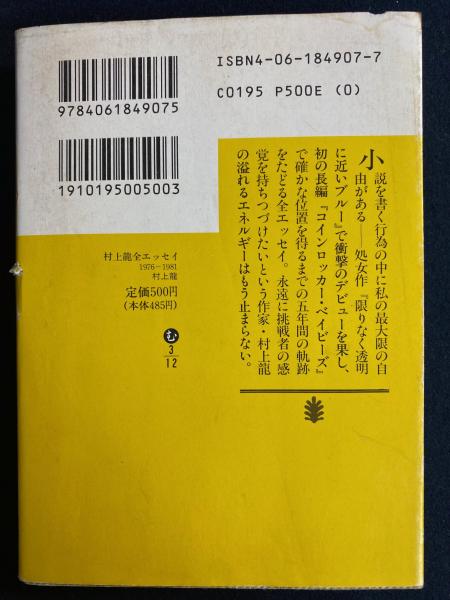 ISBN4-06-184907-7
C0195 P500E (0)
9784061849075
1910195005003
小説を書く行為の中に私の最大限の自
由がある——処女作『限りなく透明
に近いブルー』で衝撃のデビューを果し、
初の長編『コインロッカー・ベイビーズ』
で確かな位置を得るまでの五年間の軌跡
をたどる全エッセイ。永遠に挑戦者の感
覚を持ちつづけたいという作家・村上龍
の溢れるエネルギーはもう止まらない。
村上龍全エッセイ
1976−1981
村上龍
定価500円
(本体485円)
む
3
12